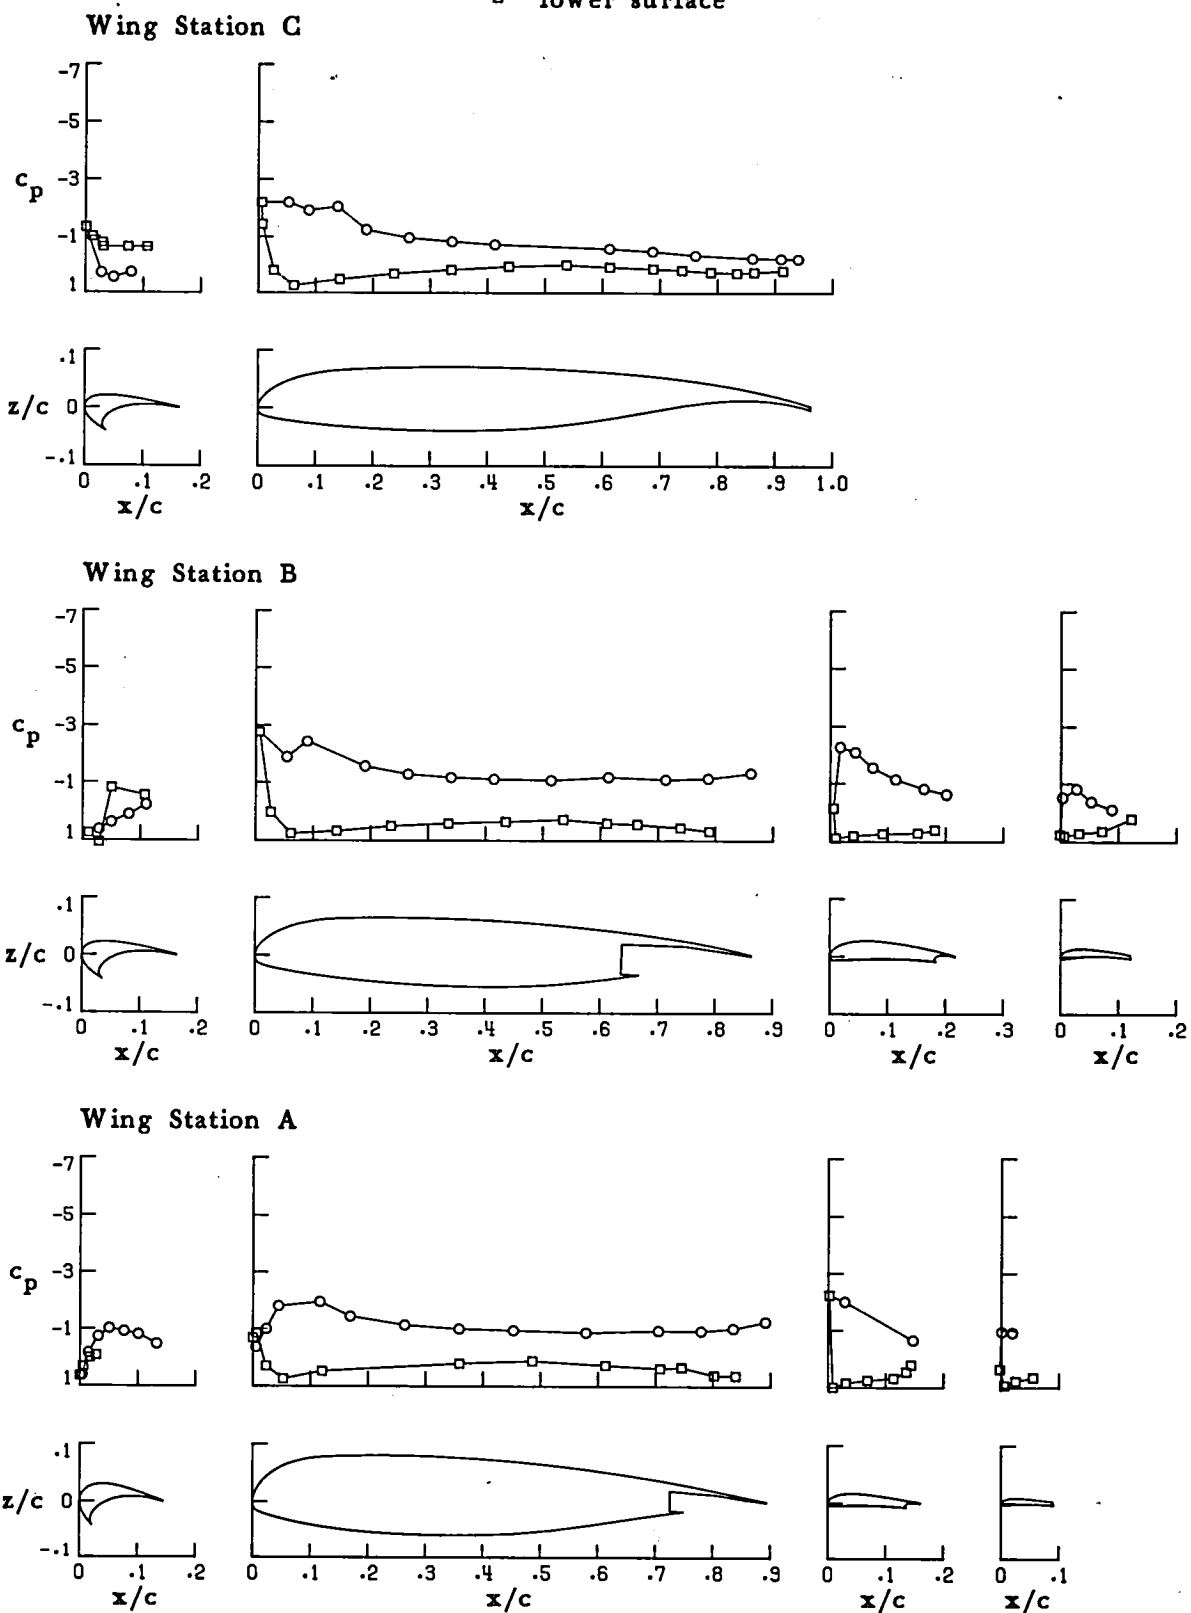 lower surface
Wing Station C
-7
-5
-3
-1
1
c_p
.1
0
-.1
z/c
0 .1 .2
x/c
0 .1 .2 .3 .4 .5 .6 .7 .8 .9 1.0
x/c
Wing Station B
-7
-5
-3
-1
1
c_p
.1
0
-.1
z/c
0 .1 .2
x/c
0 .1 .2 .3 .4 .5 .6 .7 .8 .9
x/c
0 .1 .2 .3
x/c
0 .1 .2
x/c
Wing Station A
-7
-5
-3
-1
1
c_p
.1
0
-.1
z/c
0 .1 .2
x/c
0 .1 .2 .3 .4 .5 .6 .7 .8 .9
x/c
0 .1 .2
x/c
0 .1
x/c